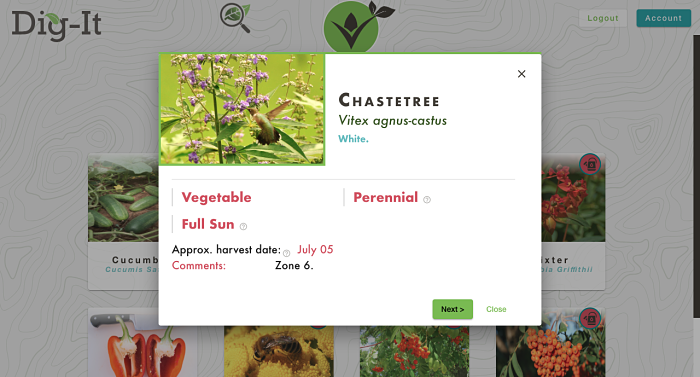 Dig-It
Logout
Account
CHASTETREE
Vitex agnus-castus
White.
Vegetable
Perennial
Full Sun
Approx. harvest date: July 05
Comments: Zone 6.
Next >
Close
Cucumb
Cucumis Sa
ixter
bia Griffithii